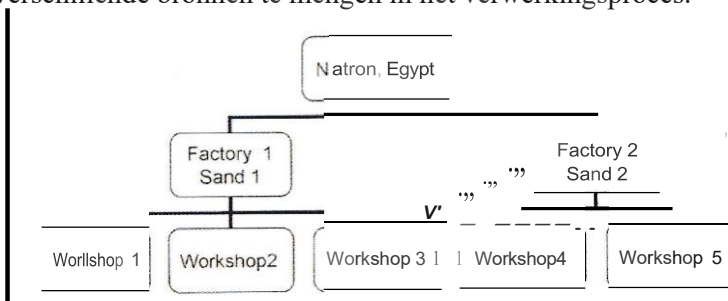 verschillende bronnen te mengen in het verwerkingsproces.
Natron, Egypt
Factory 1
Sand 1
Factory 2
Sand 2
V'
Worllshop 1
Workshop2
Workshop 3
Workshop4
Workshop 5